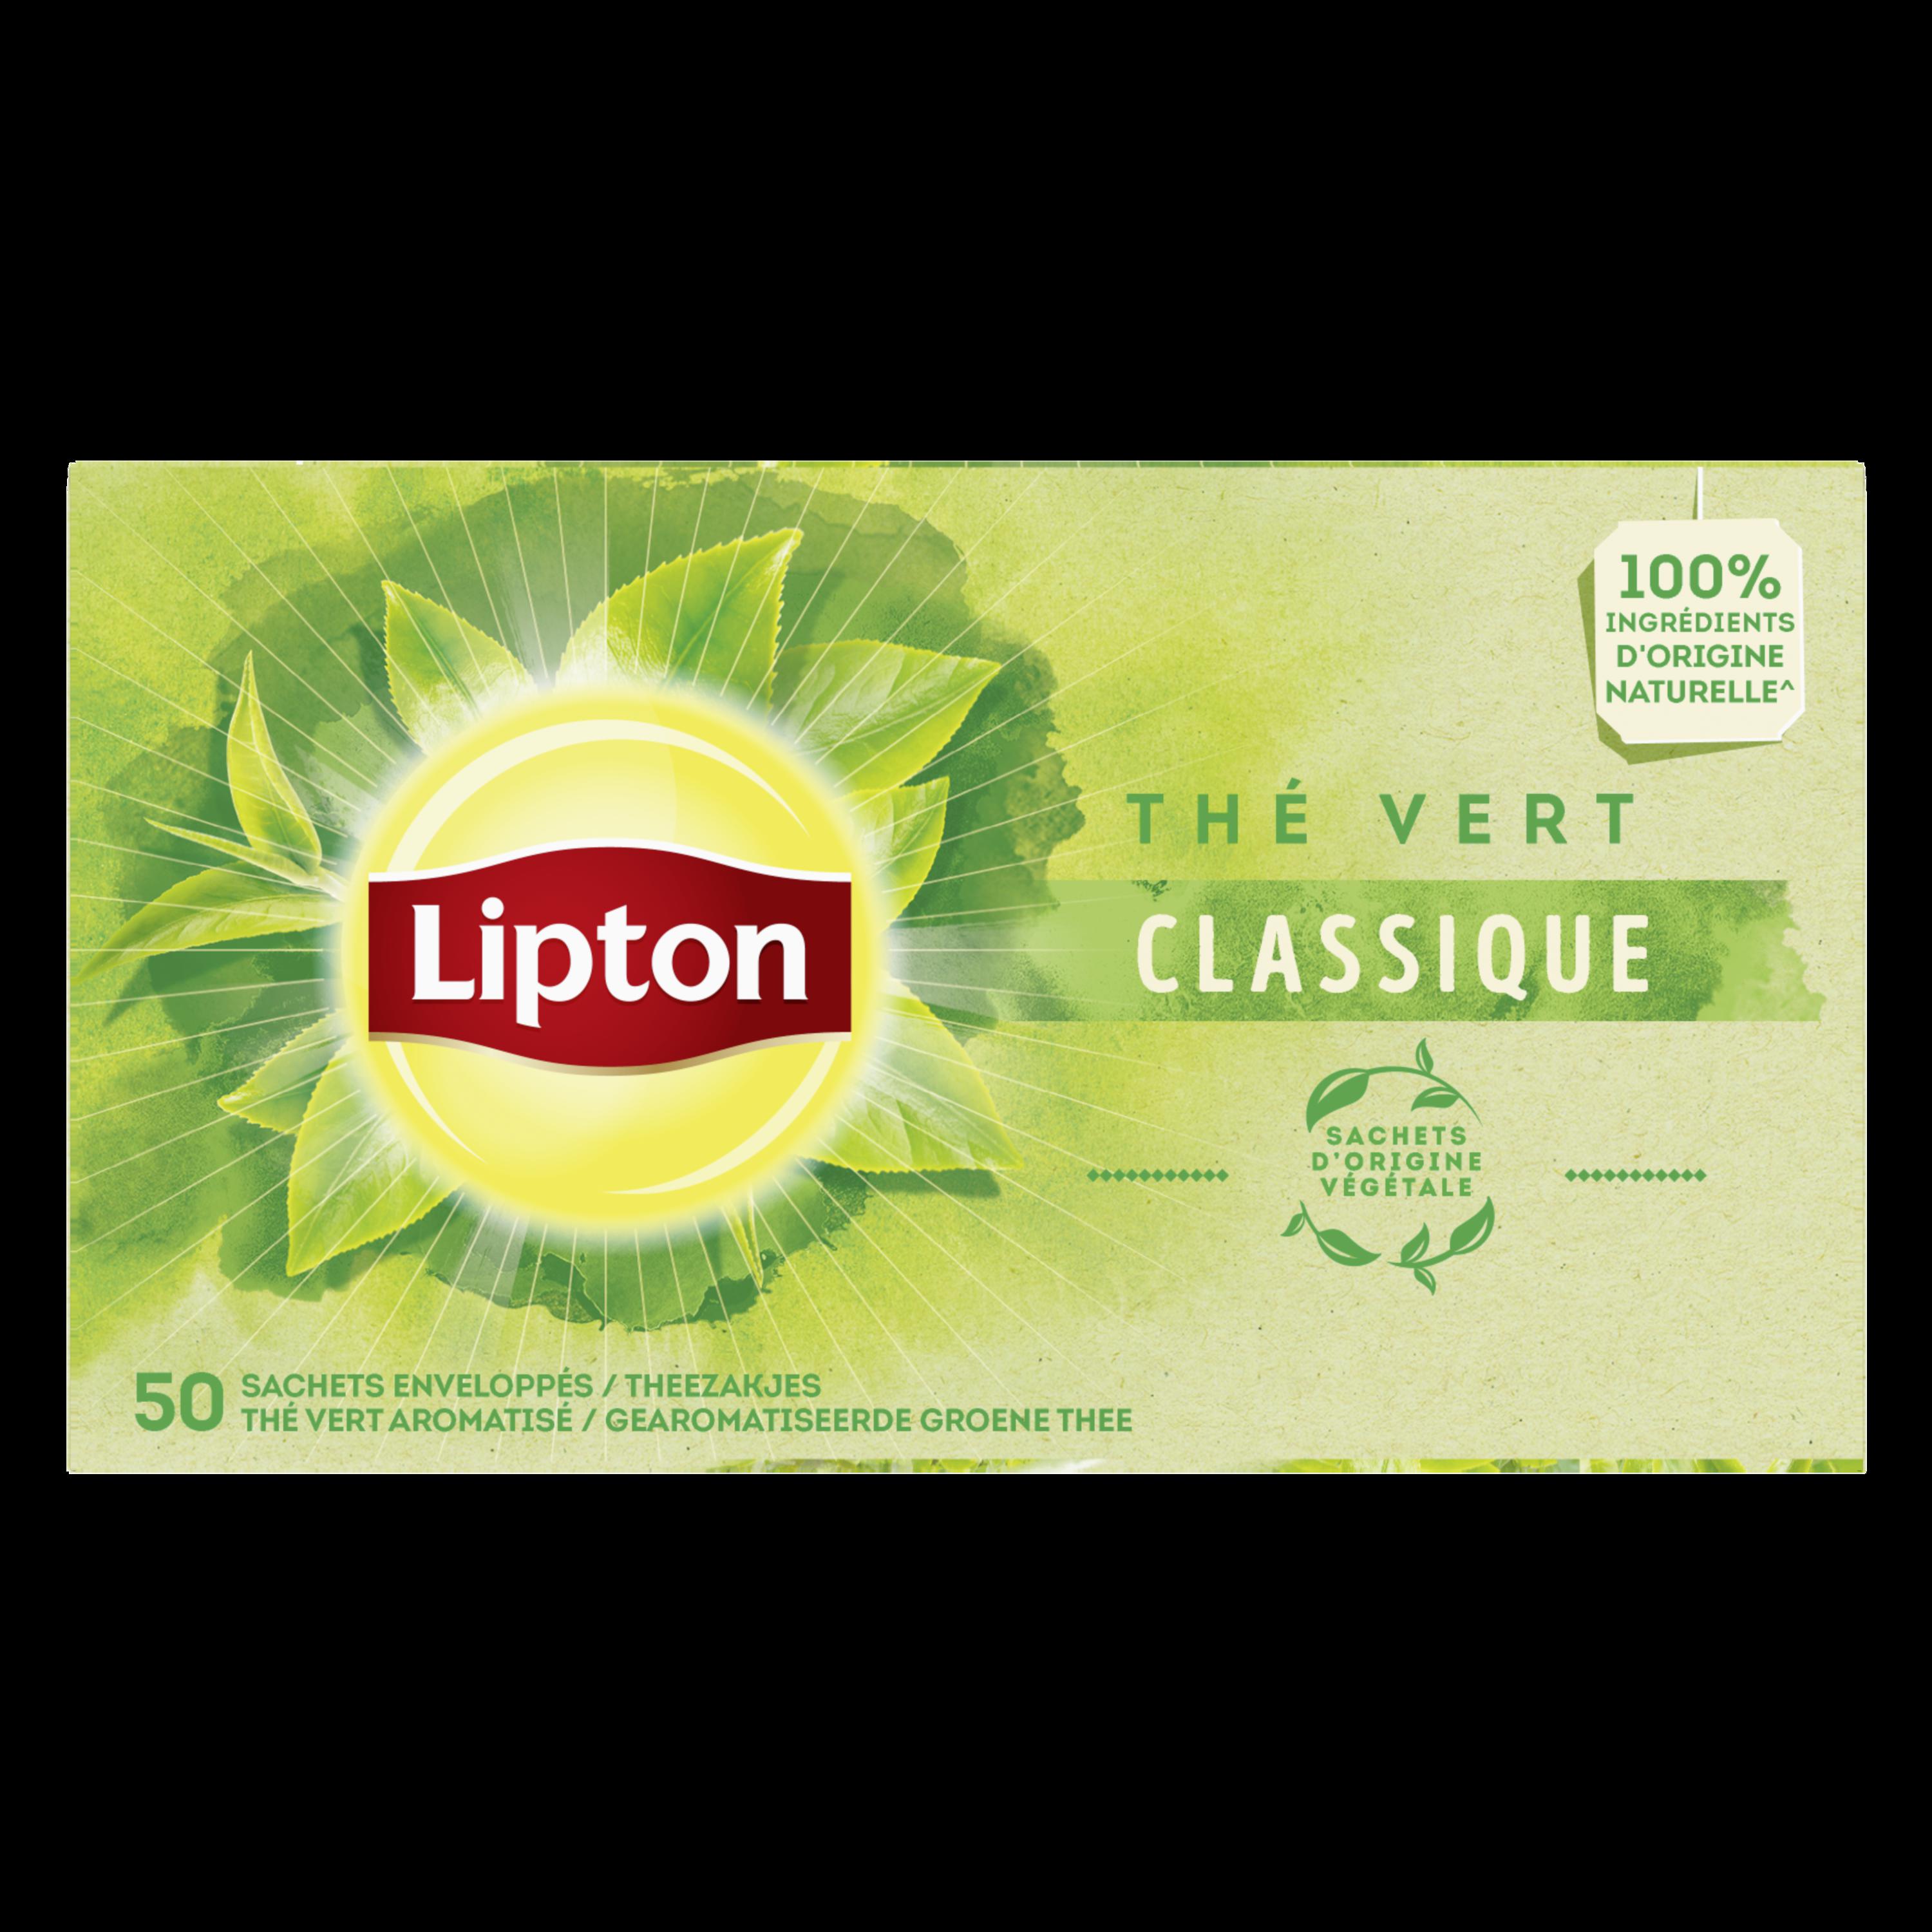 100%
INGRÉDIENTS
D'ORIGINE
NATURELLE^
THÉ VERT
Lipton
CLASSIQUE
SACHETS
D'ORIGINE
VÉGÉTALE
50
SACHETS ENVELOPPÉS / THEEZAKJES
THÉ VERT AROMATISÉ / GEAROMATISEERDE GROENE THEE